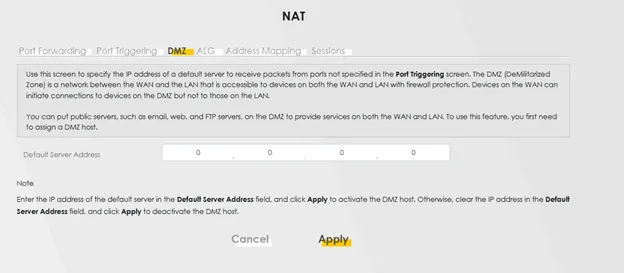 NAT
Port Forwarding Port Triggering DMZ ALG Address Mapping Sessions
Use this screen to specify the IP address of a default server to receive packets from ports not specified in the Port Triggering screen. The DMZ (DeMilitarized
Zone) is a network between the WAN and the LAN that is accessible to devices on both the WAN and LAN with firewall protection. Devices on the WAN can
initiate connections to devices on the DMZ but not to those on the LAN.
You can put public servers, such as email, web, and FTP servers, on the DMZ to provide services on both the WAN and LAN. To use this feature, you first need
to assign a DMZ host.
Default Server Address 0 . 0 . 0 . 0
Note
Enter the IP address of the default server in the Default Server Address field, and click Apply to activate the DMZ host. Otherwise, clear the IP address in the Default
Server Address field, and click Apply to deactivate the DMZ host.
Cancel Apply